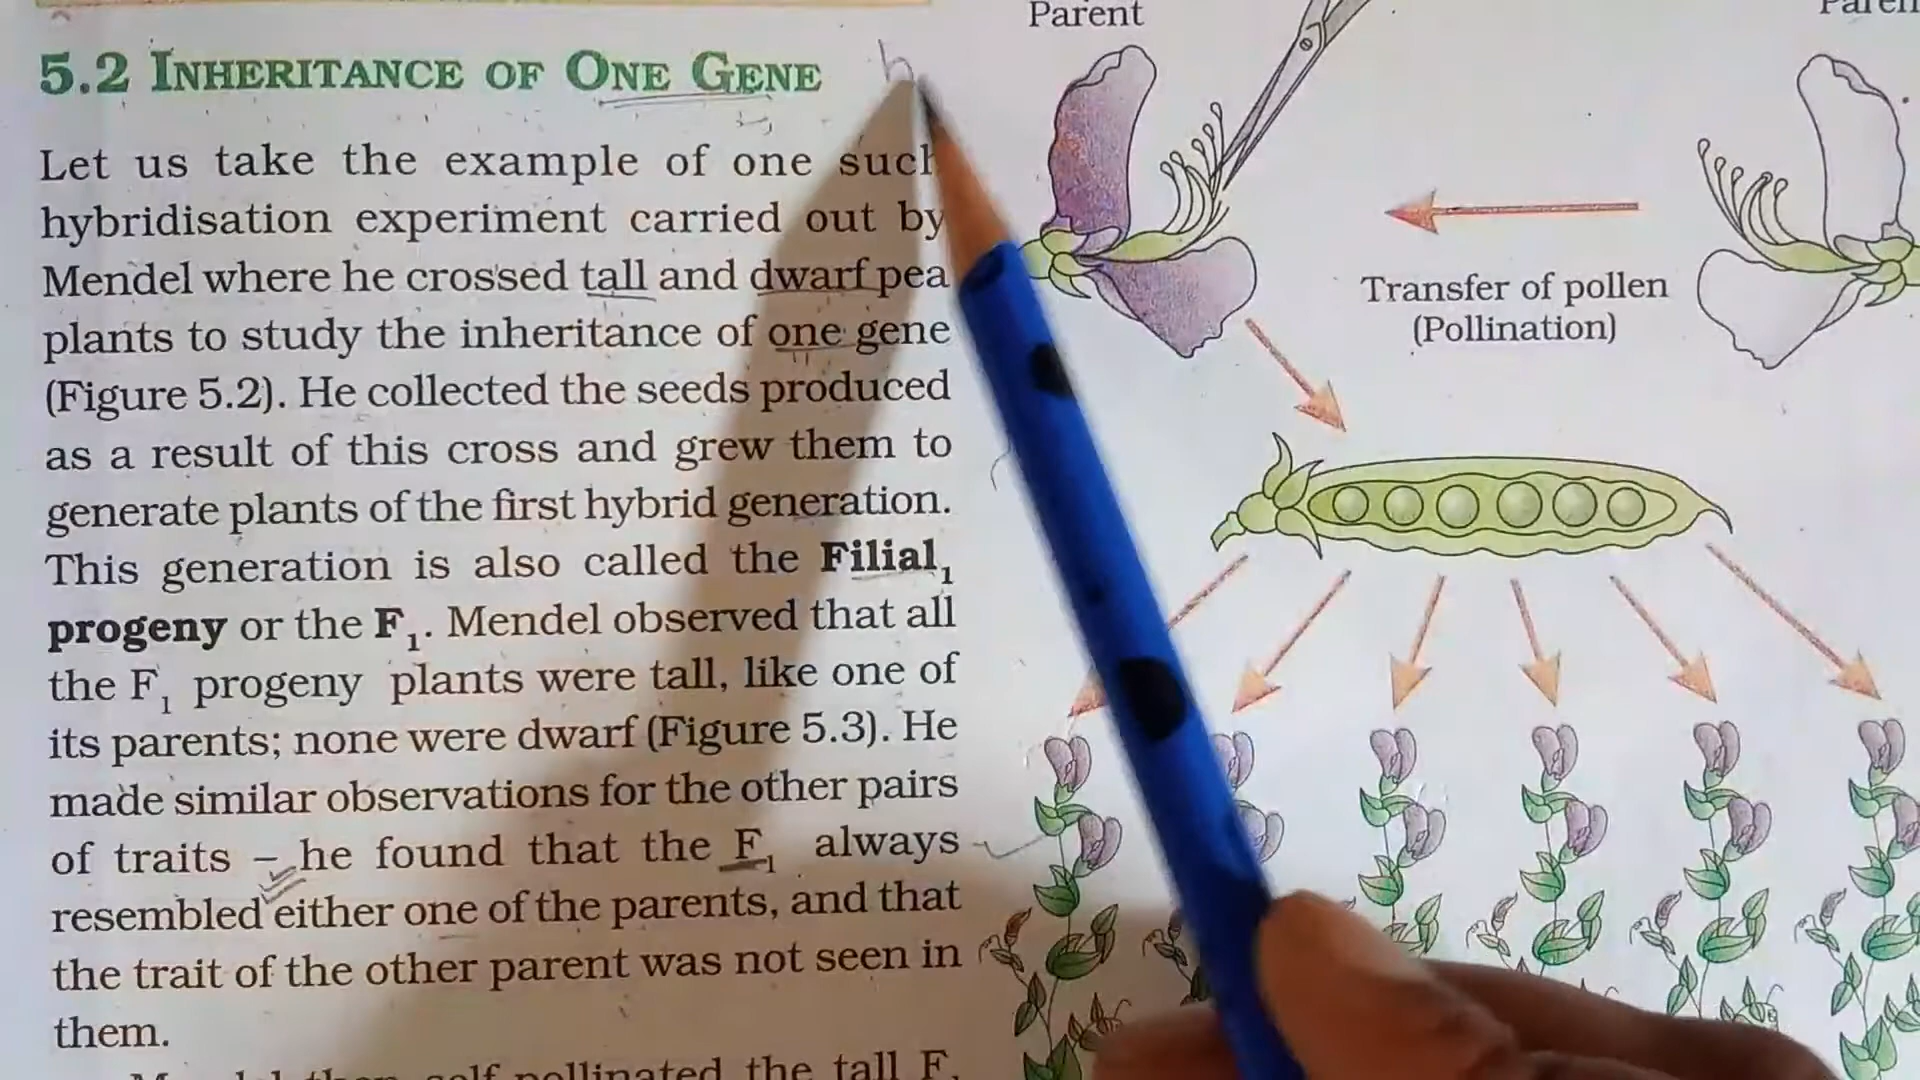 5.2 INHERITANCE OF ONE GENE
Let us take the example of one such
hybridisation experiment carried out by
Mendel where he crossed tall and dwarf pea
plants to study the inheritance of one gene
(Figure 5.2). He collected the seeds produced
as a result of this cross and grew them to
generate plants of the first hybrid generation.
This generation is also called the Filial₁
progeny or the F₁. Mendel observed that all
the F₁ progeny plants were tall, like one of
its parents; none were dwarf (Figure 5.3). He
made similar observations for the other pairs
of traits – he found that the F₁ always
resembled either one of the parents, and that
the trait of the other parent was not seen in
them.
self-pollinated the tall F₁
Parent
Transfer of pollen
(Pollination)